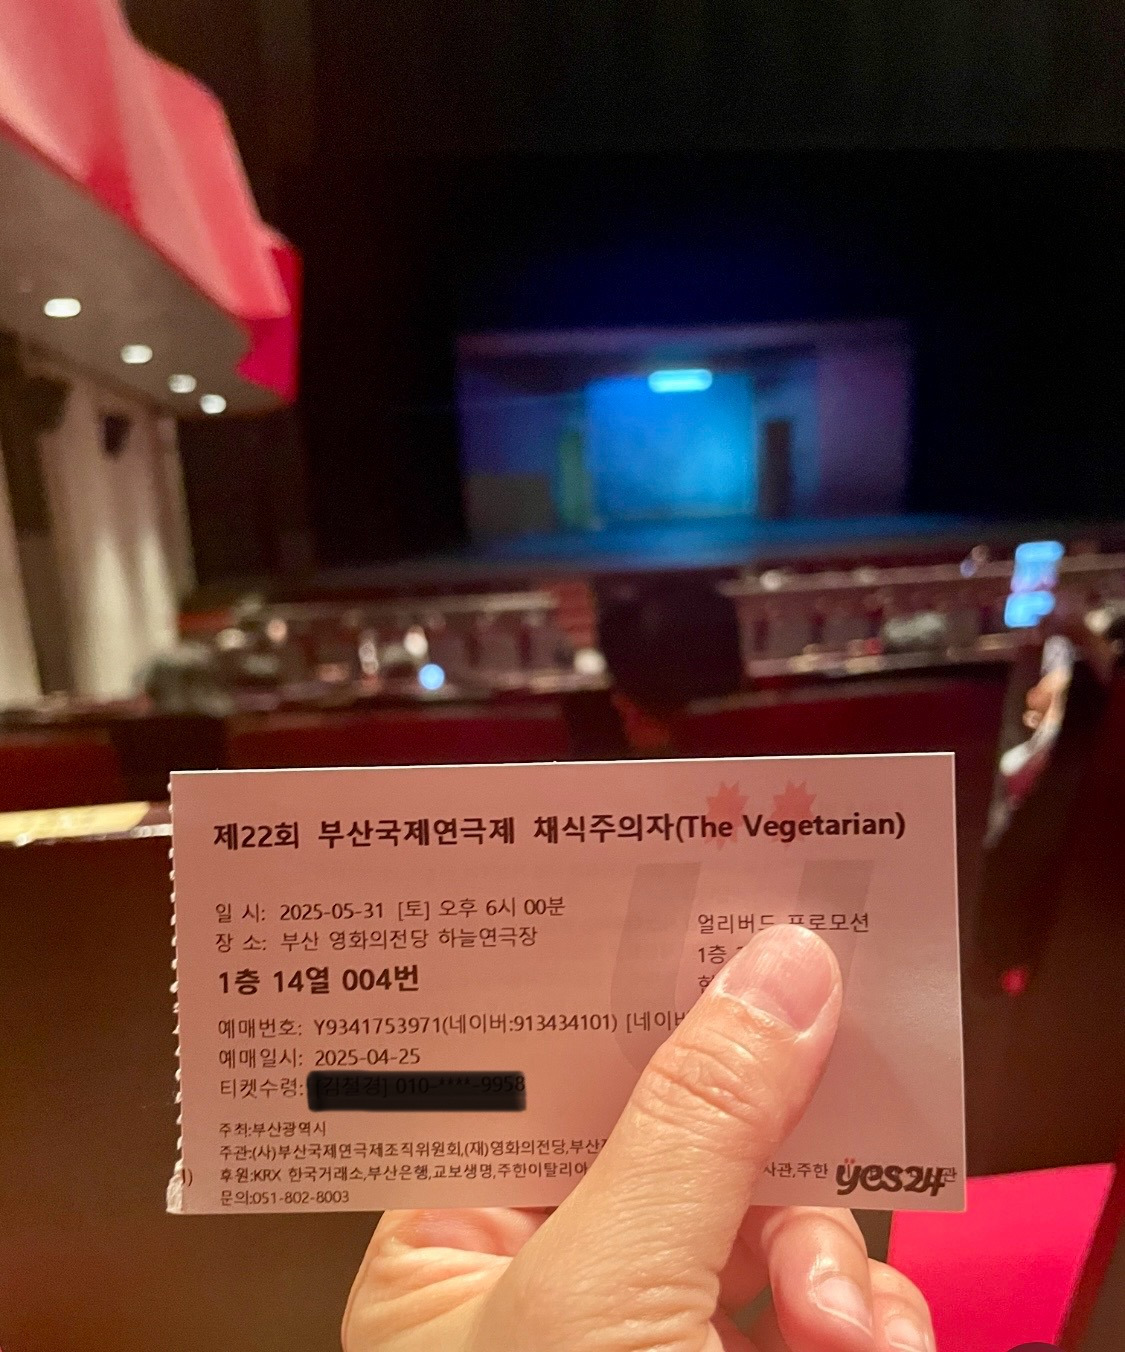 제22회 부산국제연극제 채식주의자(The Vegetarian)
일 시: 2025-05-31 [토] 오후 6시 00분
장 소: 부산 영화의전당 하늘연극장
1층 14열 004번
얼리버드 프로모션
1층
예매번호: Y9341753971(네이버:913434101) [네이버
예매일시: 2025-04-25
티켓수령: 010-****-9958
주최:부산광역시
주관:(사)부산국제연극제조직위원회,(재)영화의전당,부산
후원:KRX 한국거래소,부산은행,교보생명,주한이탈리아 사관,주한 관
문의:051-802-8003
yes24